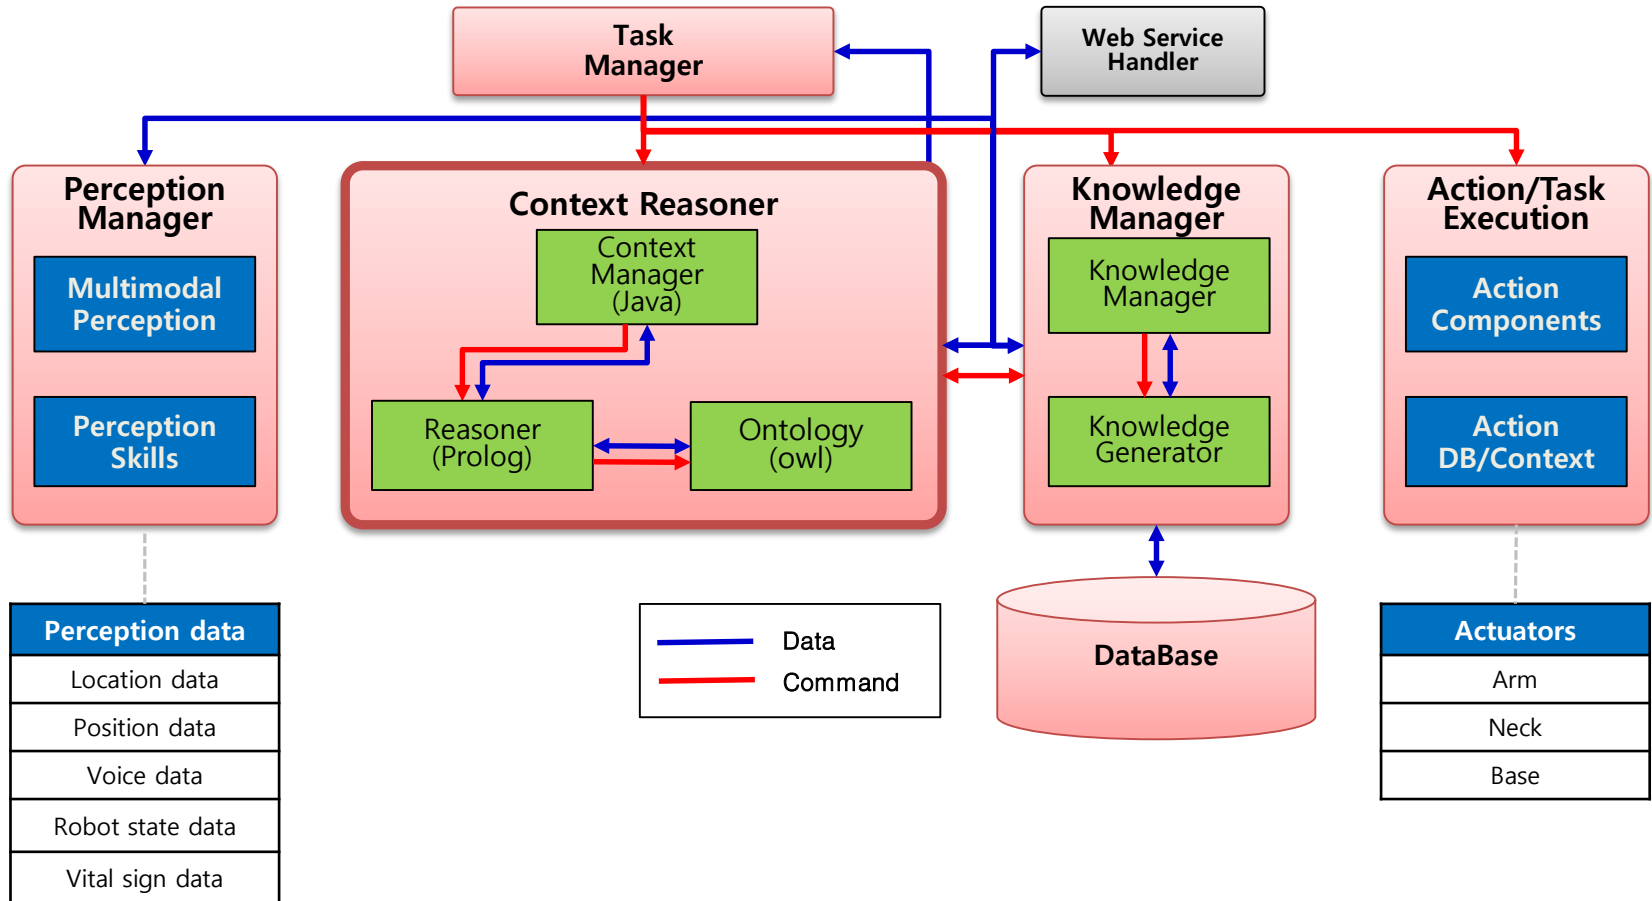 Task
Manager
Web Service
Handler
Perception
Manager
Multimodal
Perception
Perception
Skills
Context Reasoner
Context
Manager
(Java)
Reasoner
(Prolog)
Ontology
(owl)
Knowledge
Manager
Knowledge
Manager
Knowledge
Generator
Action/Task
Execution
Action
Components
Action
DB/Context
Perception data
Location data
Position data
Voice data
Robot state data
Vital sign data
Data
Command
DataBase
Actuators
Arm
Neck
Base